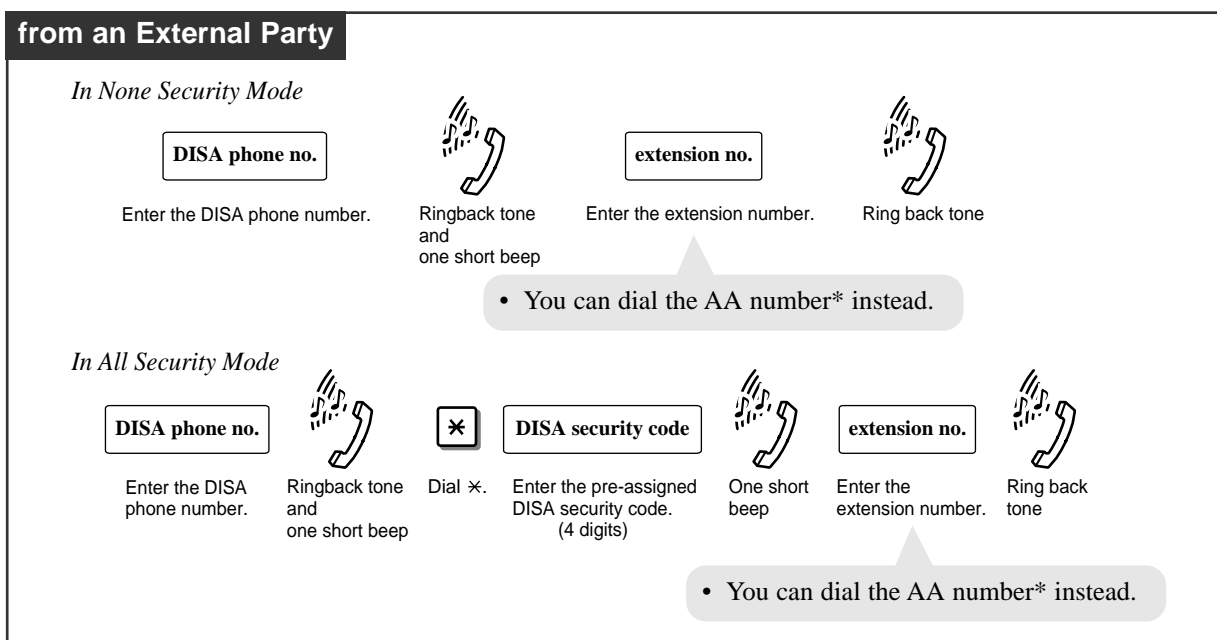 from an External Party
In None Security Mode
DISA phone no.
extension no.
Enter the DISA phone number.
Ringback tone
and
one short beep
Enter the extension number.
Ring back tone
• You can dial the AA number* instead.
In All Security Mode
DISA phone no.
✳
DISA security code
extension no.
Enter the DISA
phone number.
Ringback tone
and
one short beep
Dial ✳.
Enter the pre-assigned
DISA security code.
(4 digits)
One short
beep
Enter the
extension number.
Ring back
tone
• You can dial the AA number* instead.